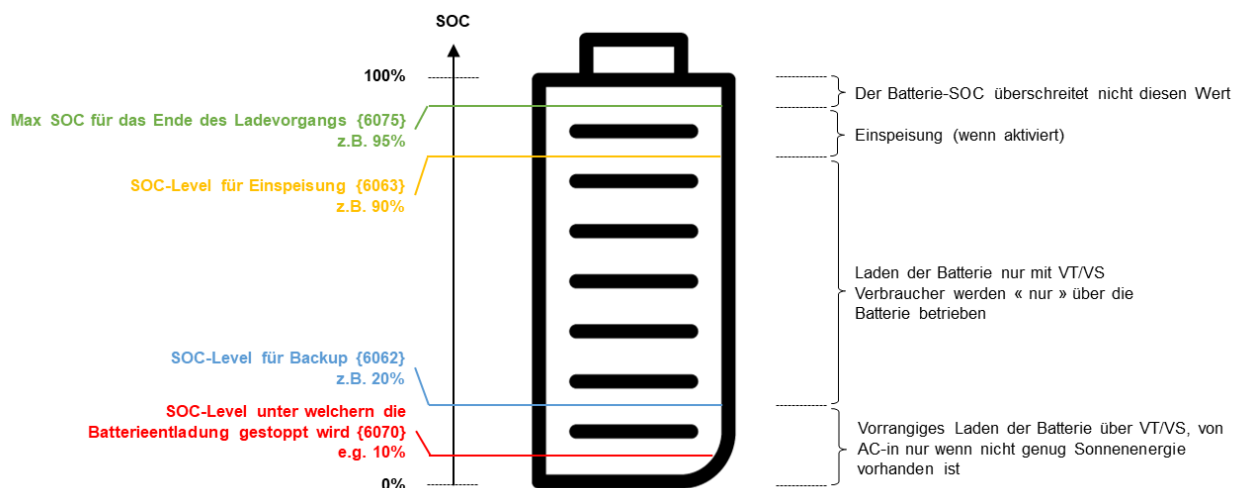 SOC
100%
Max SOC für das Ende des Ladevorgangs {6075}
z.B. 95%
SOC-Level für Einspeisung {6063}
z.B. 90%
SOC-Level für Backup {6062}
z.B. 20%
SOC-Level unter welchern die
Batterieentladung gestoppt wird {6070}
e.g. 10%
0%
Der Batterie-SOC überschreitet nicht diesen Wert
Einspeisung (wenn aktiviert)
Laden der Batterie nur mit VT/VS
Verbraucher werden « nur » über die
Batterie betrieben
Vorrangiges Laden der Batterie über VT/VS, von
AC-in nur wenn nicht genug Sonnenenergie
vorhanden ist